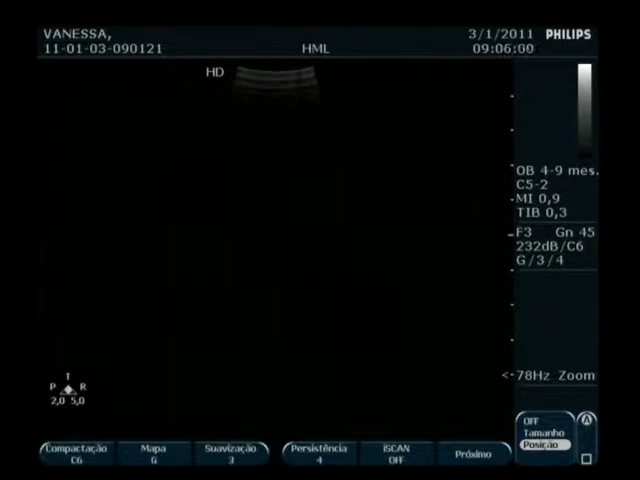 VANESSA, 3/1/2011 PHILIPS
11-01-03-090121 HML 09:06:00
HD
OB 4-9 mes.
C5-2
MI 0,9
TIB 0,3
F3 Gn 45
232dB/C6
G/3/4
<-78Hz Zoom
T
P R
2,0 5,0
OFF
Tamanho
Posição
A
Compactação Mapa Suavização Persistência iSCAN Próximo
C6 G 3 4 OFF